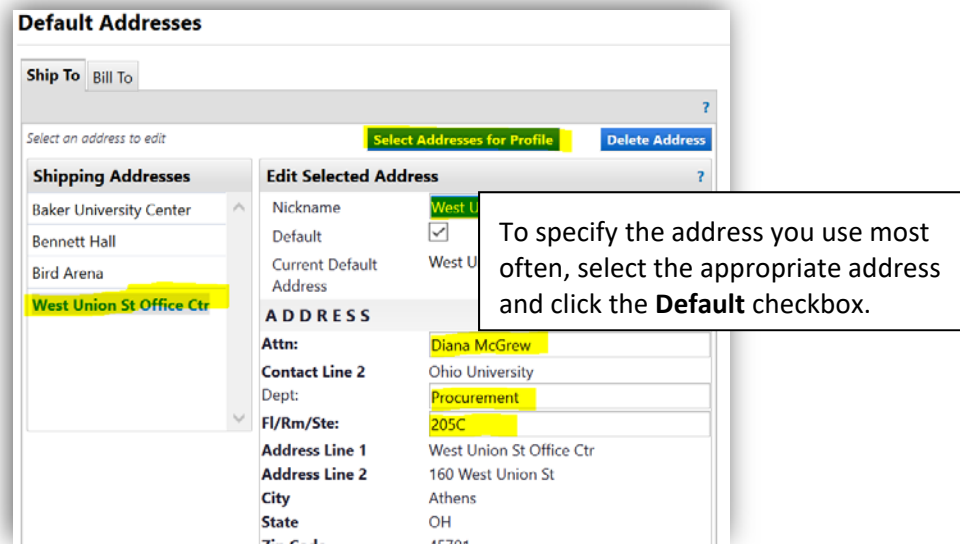 Default Addresses
Ship To Bill To
?
Select an address to edit Select Addresses for Profile Delete Address
Shipping Addresses
Baker University Center
Bennett Hall
Bird Arena
West Union St Office Ctr
Edit Selected Address ?
Nickname West U
Default
Current Default West U
Address
ADDRESS
Attn: Diana McGrew
Contact Line 2 Ohio University
Dept: Procurement
Fl/Rm/Ste: 205C
Address Line 1 West Union St Office Ctr
Address Line 2 160 West Union St
City Athens
State OH
To specify the address you use most
often, select the appropriate address
and click the Default checkbox.